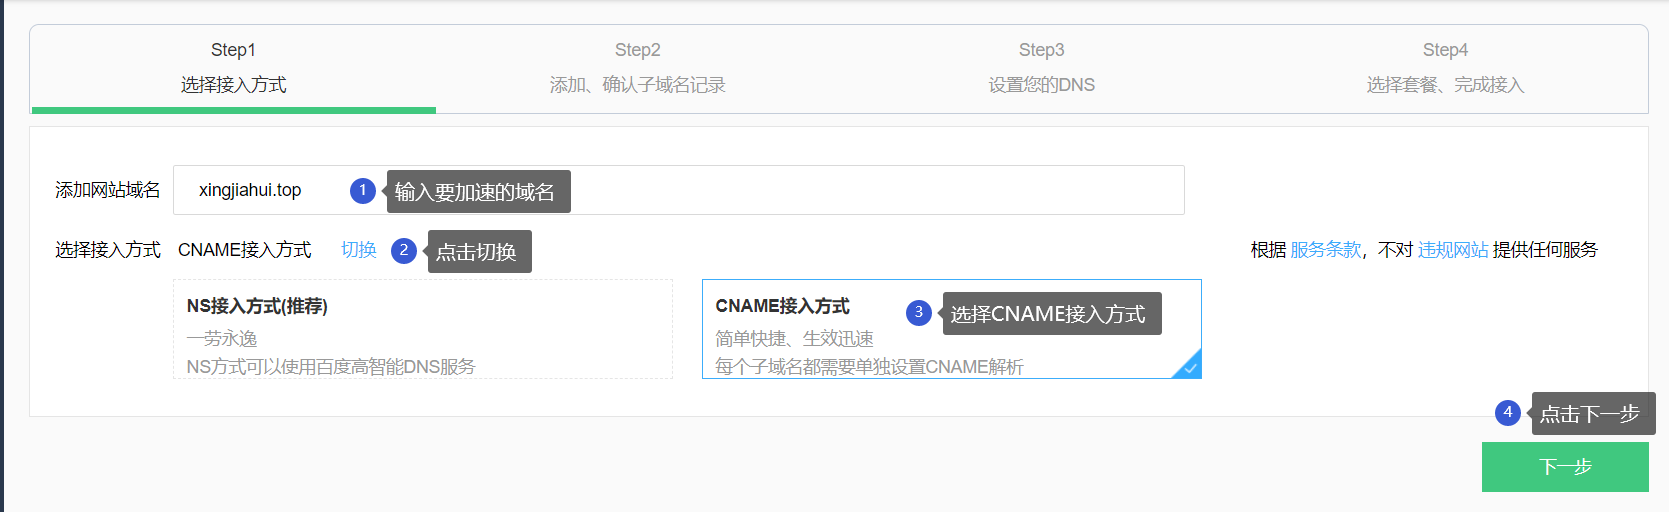 Step1
选择接入方式
Step2
添加、确认子域名记录
Step3
设置您的DNS
Step4
选择套餐、完成接入
添加网站域名 xingjiahui.top 1 输入要加速的域名
选择接入方式 CNAME接入方式 切换 2 点击切换 根据 服务条款，不对 违规网站 提供任何服务
NS接入方式(推荐)
一劳永逸
NS方式可以使用百度高智能DNS服务
CNAME接入方式 3 选择CNAME接入方式
简单快捷、生效迅速
每个子域名都需要单独设置CNAME解析
4 点击下一步
下一步